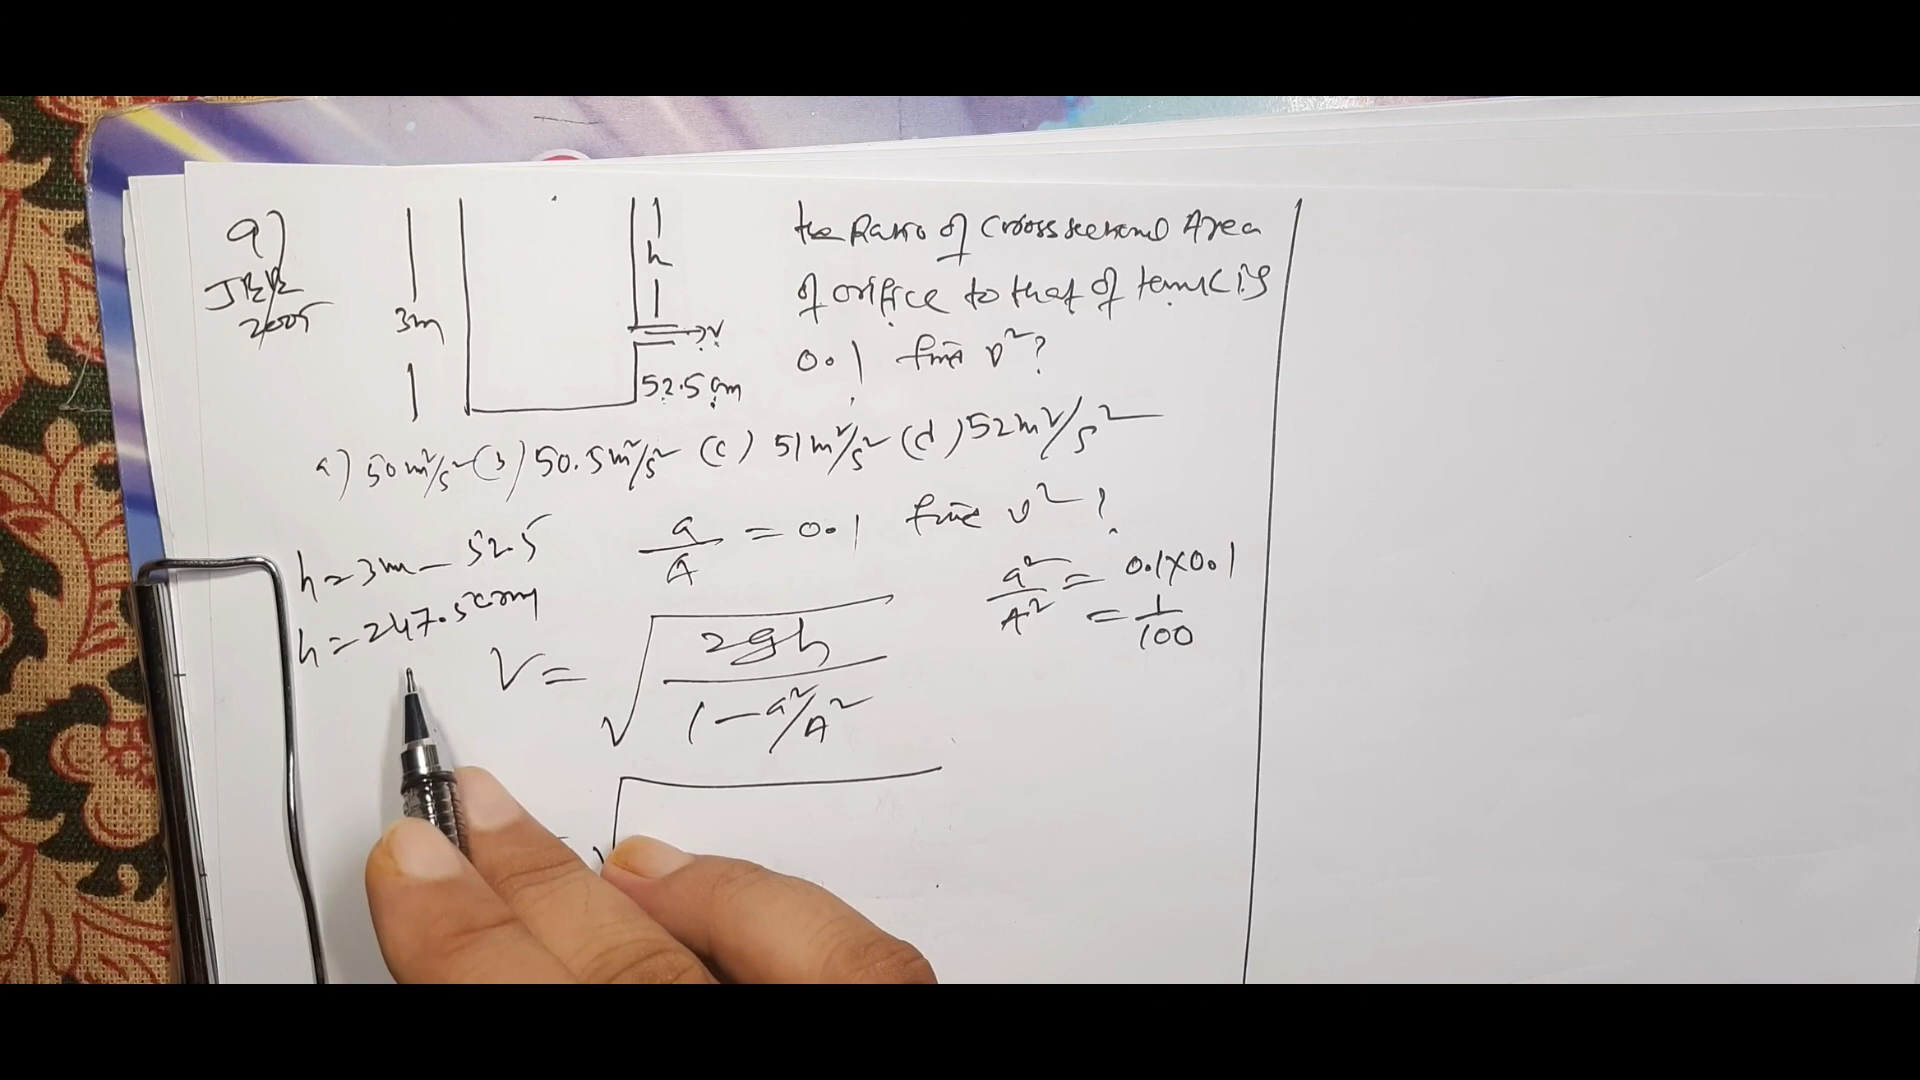 9)
JEE
2005
3m
h
→v
52.5 cm
the Ratio of cross sectional Area
of orifice to that of tank is
0.1 find v²?
a) 50 m²/s² (b) 50.5 m²/s² (c) 51 m²/s² (d) 52 m²/s²
h = 3m - 52.5
h = 247.5 cm
a/A = 0.1 find v²?
a²/A² = 0.1×0.1
= 1/100
V = √(2gh / (1 - a²/A²))